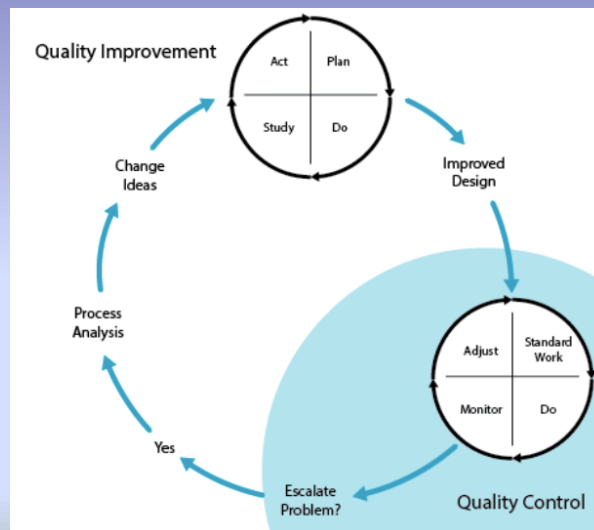 Quality Improvement
Act
Plan
Study
Do
Change
Ideas
Improved
Design
Process
Analysis
Adjust
Standard
Work
Monitor
Do
Yes
Escalate
Problem?
Quality Control